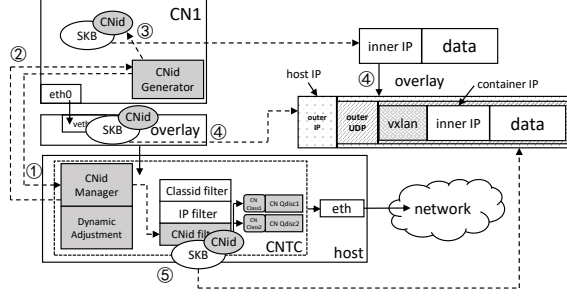 CN1
CNid
③
SKB
②
CNid
Generator
inner IP
data
host IP
④
overlay
container IP
eth0
CNid
veth
SKB
overlay
④
outer
IP
outer
UDP
vxlan
inner IP
data
①
CNid
Manager
Dynamic
Adjustment
Classid filter
IP filter
CNid filt
CN
Class1
CN Qdisc1
CN
Class2
CN Qdisc2
eth
network
CNid
SKB
CNTC
host
⑤